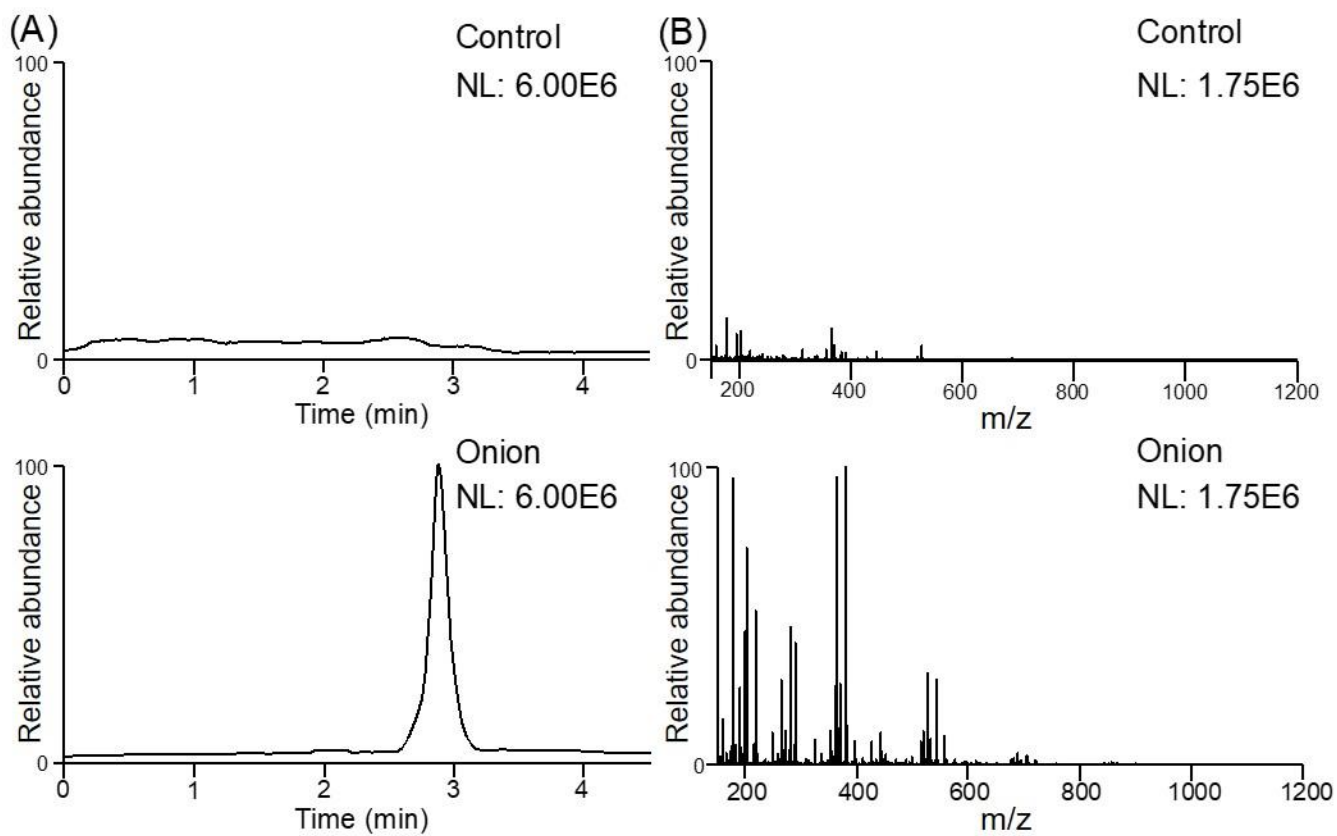 (A)
Control
NL: 6.00E6
100
Relative abundance
0
0 1 2 3 4
Time (min)
(B)
Control
NL: 1.75E6
100
Relative abundance
0
200 400 600 800 1000 1200
m/z
Onion
NL: 6.00E6
100
Relative abundance
0
0 1 2 3 4
Time (min)
Onion
NL: 1.75E6
100
Relative abundance
0
200 400 600 800 1000 1200
m/z